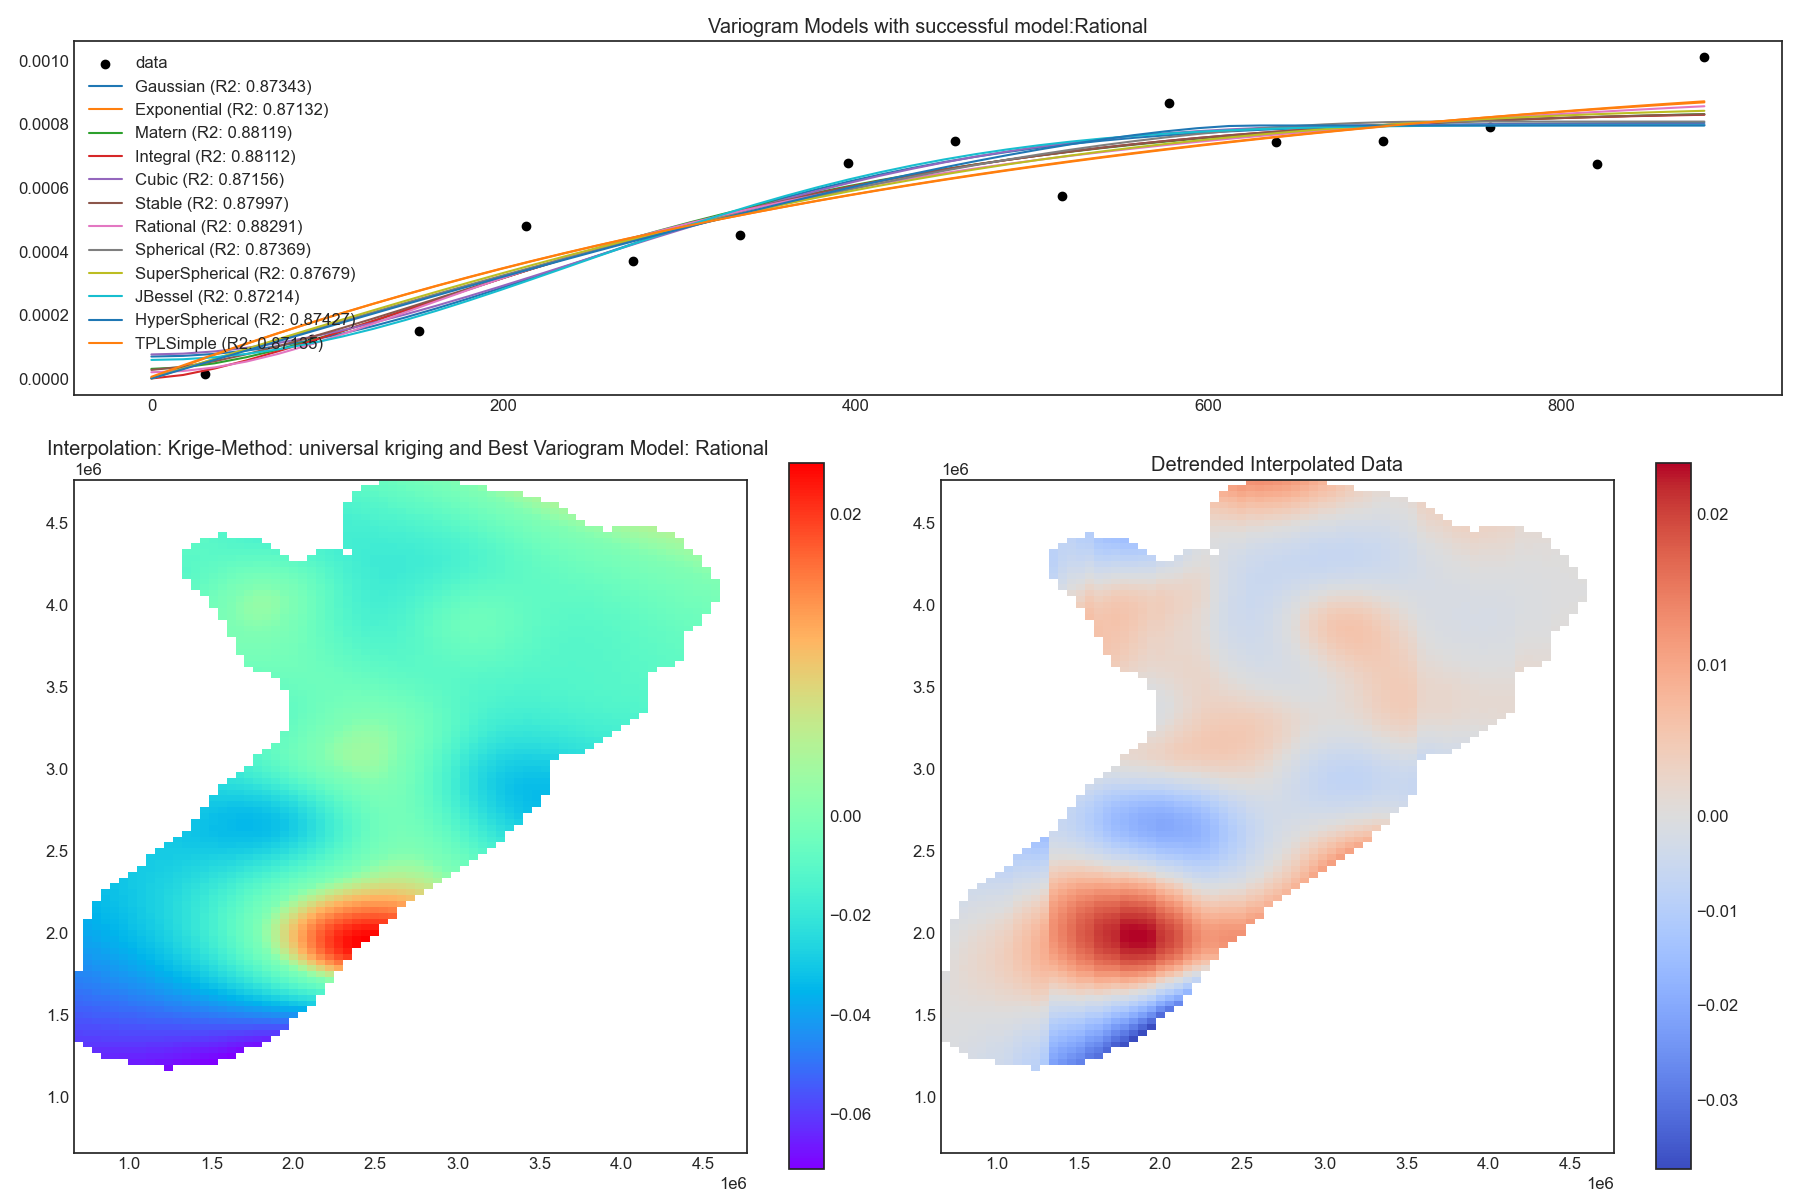 Variogram Models with successful model:Rational
0.0010
0.0008
0.0006
0.0004
0.0002
0.0000
data
Gaussian (R2: 0.87343)
Exponential (R2: 0.87132)
Matern (R2: 0.88119)
Integral (R2: 0.88112)
Cubic (R2: 0.87156)
Stable (R2: 0.87997)
Rational (R2: 0.88291)
Spherical (R2: 0.87369)
SuperSpherical (R2: 0.87679)
JBessel (R2: 0.87214)
HyperSpherical (R2: 0.87427)
TPLSimple (R2: 0.87135)
0 200 400 600 800
Interpolation: Krige-Method: universal kriging and Best Variogram Model: Rational
1e6
4.5
4.0
3.5
3.0
2.5
2.0
1.5
1.0
1.0 1.5 2.0 2.5 3.0 3.5 4.0 4.5
1e6
0.02
0.00
−0.02
−0.04
−0.06
Detrended Interpolated Data
1e6
4.5
4.0
3.5
3.0
2.5
2.0
1.5
1.0
1.0 1.5 2.0 2.5 3.0 3.5 4.0 4.5
1e6
0.02
0.01
0.00
−0.01
−0.02
−0.03